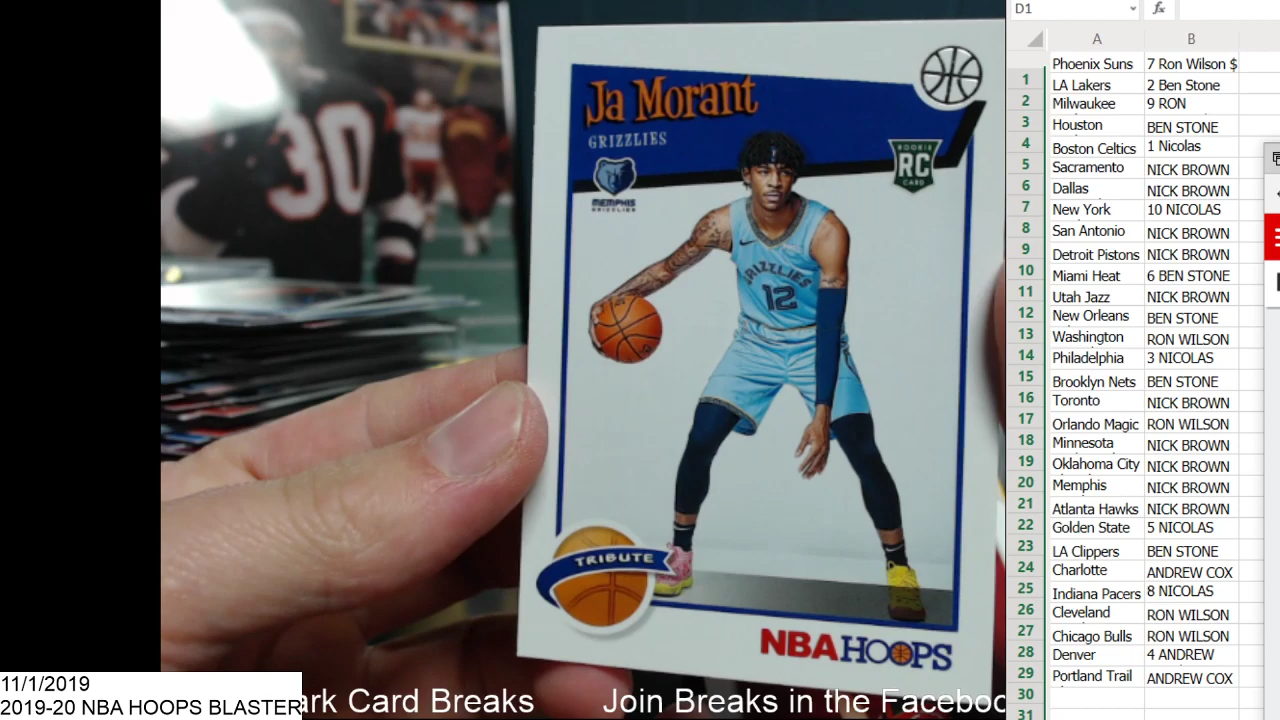 30
Ja Morant
GRIZZLIES
MEMPHIS
GRIZZLIES
ROOKIE
RC
CARD
GRIZZLIES
12
TRIBUTE
NBA HOOPS
11/1/2019
2019-20 NBA HOOPS BLASTER
ark Card Breaks Join Breaks in the Faceboo
D1 fx
A B
Phoenix Suns 7 Ron Wilson $
1 LA Lakers 2 Ben Stone
2 Milwaukee 9 RON
3 Houston BEN STONE
4 Boston Celtics 1 Nicolas
5 Sacramento NICK BROWN
6 Dallas NICK BROWN
7 New York 10 NICOLAS
8 San Antonio NICK BROWN
9 Detroit Pistons NICK BROWN
10 Miami Heat 6 BEN STONE
11 Utah Jazz NICK BROWN
12 New Orleans BEN STONE
13 Washington RON WILSON
14 Philadelphia 3 NICOLAS
15 Brooklyn Nets BEN STONE
16 Toronto NICK BROWN
17 Orlando Magic RON WILSON
18 Minnesota NICK BROWN
19 Oklahoma City NICK BROWN
20 Memphis NICK BROWN
21 Atlanta Hawks NICK BROWN
22 Golden State 5 NICOLAS
23 LA Clippers BEN STONE
24 Charlotte ANDREW COX
25 Indiana Pacers 8 NICOLAS
26 Cleveland RON WILSON
27 Chicago Bulls RON WILSON
28 Denver 4 ANDREW
29 Portland Trail ANDREW COX
30
31